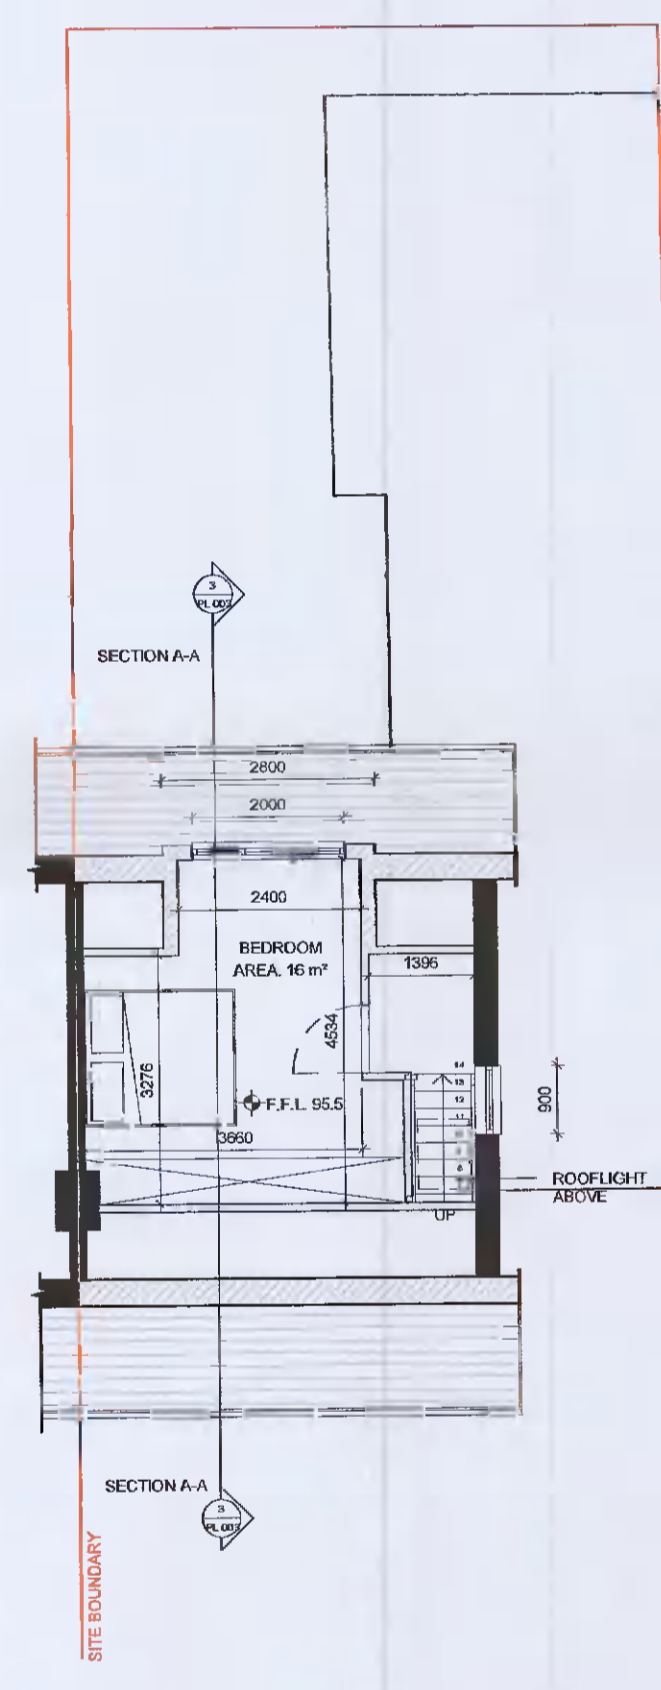 3
PL 003
SECTION A-A
2800
2000
2400
BEDROOM
AREA. 16 m²
1396
4534
3276
14
13
12
11
900
F.F.L. 95.5
3660
ROOFLIGHT
ABOVE
UP
SECTION A-A
3
PL 003
SITE BOUNDARY